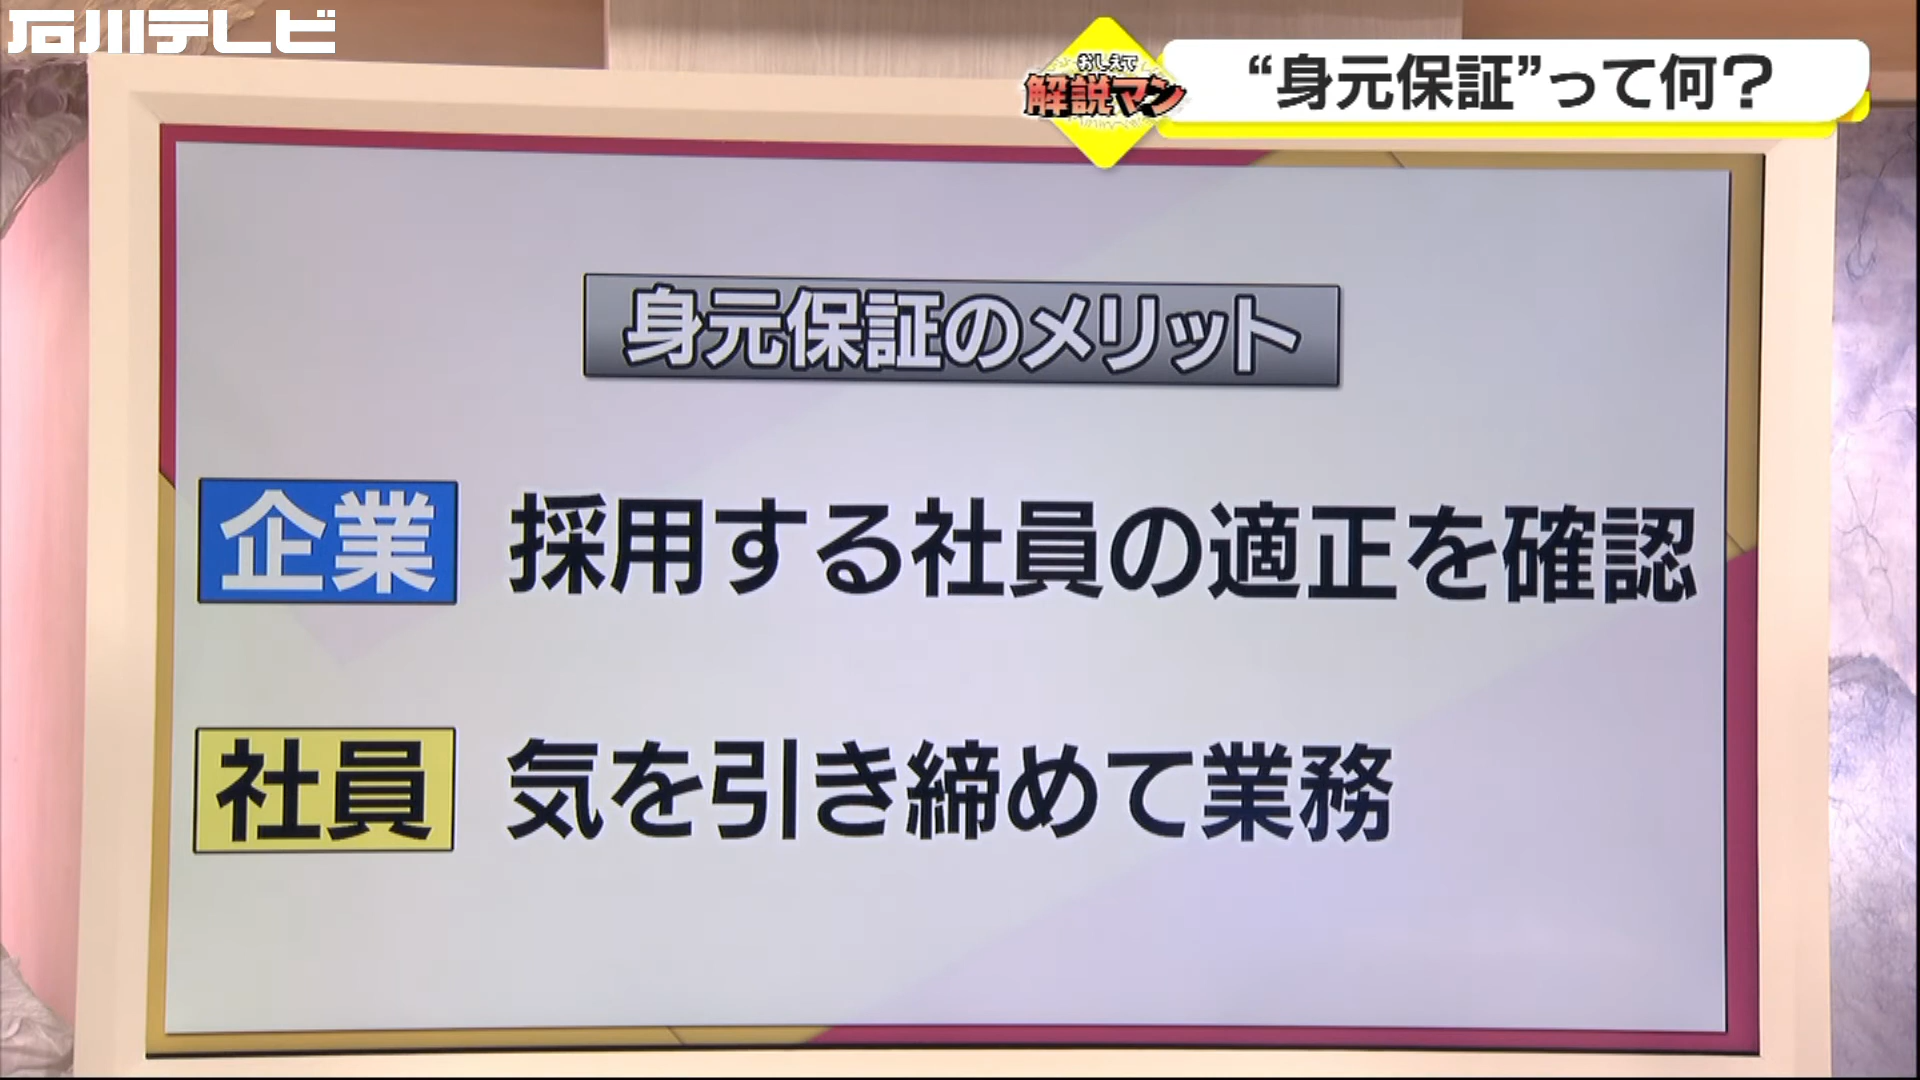 石川テレビ
おしえて
解説マン
“身元保証”って何?
身元保証のメリット
企業 採用する社員の適正を確認
社員 気を引き締めて業務